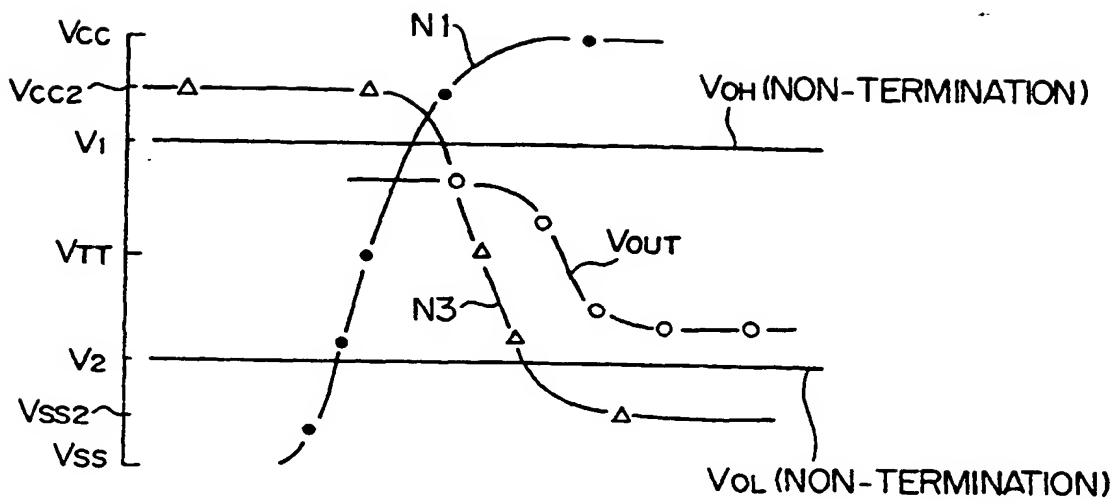 VCC
N1
VCC2
VOH (NON-TERMINATION)
V1
VTT
VOUT
N3
V2
VSS2
VSS
VOL (NON-TERMINATION)